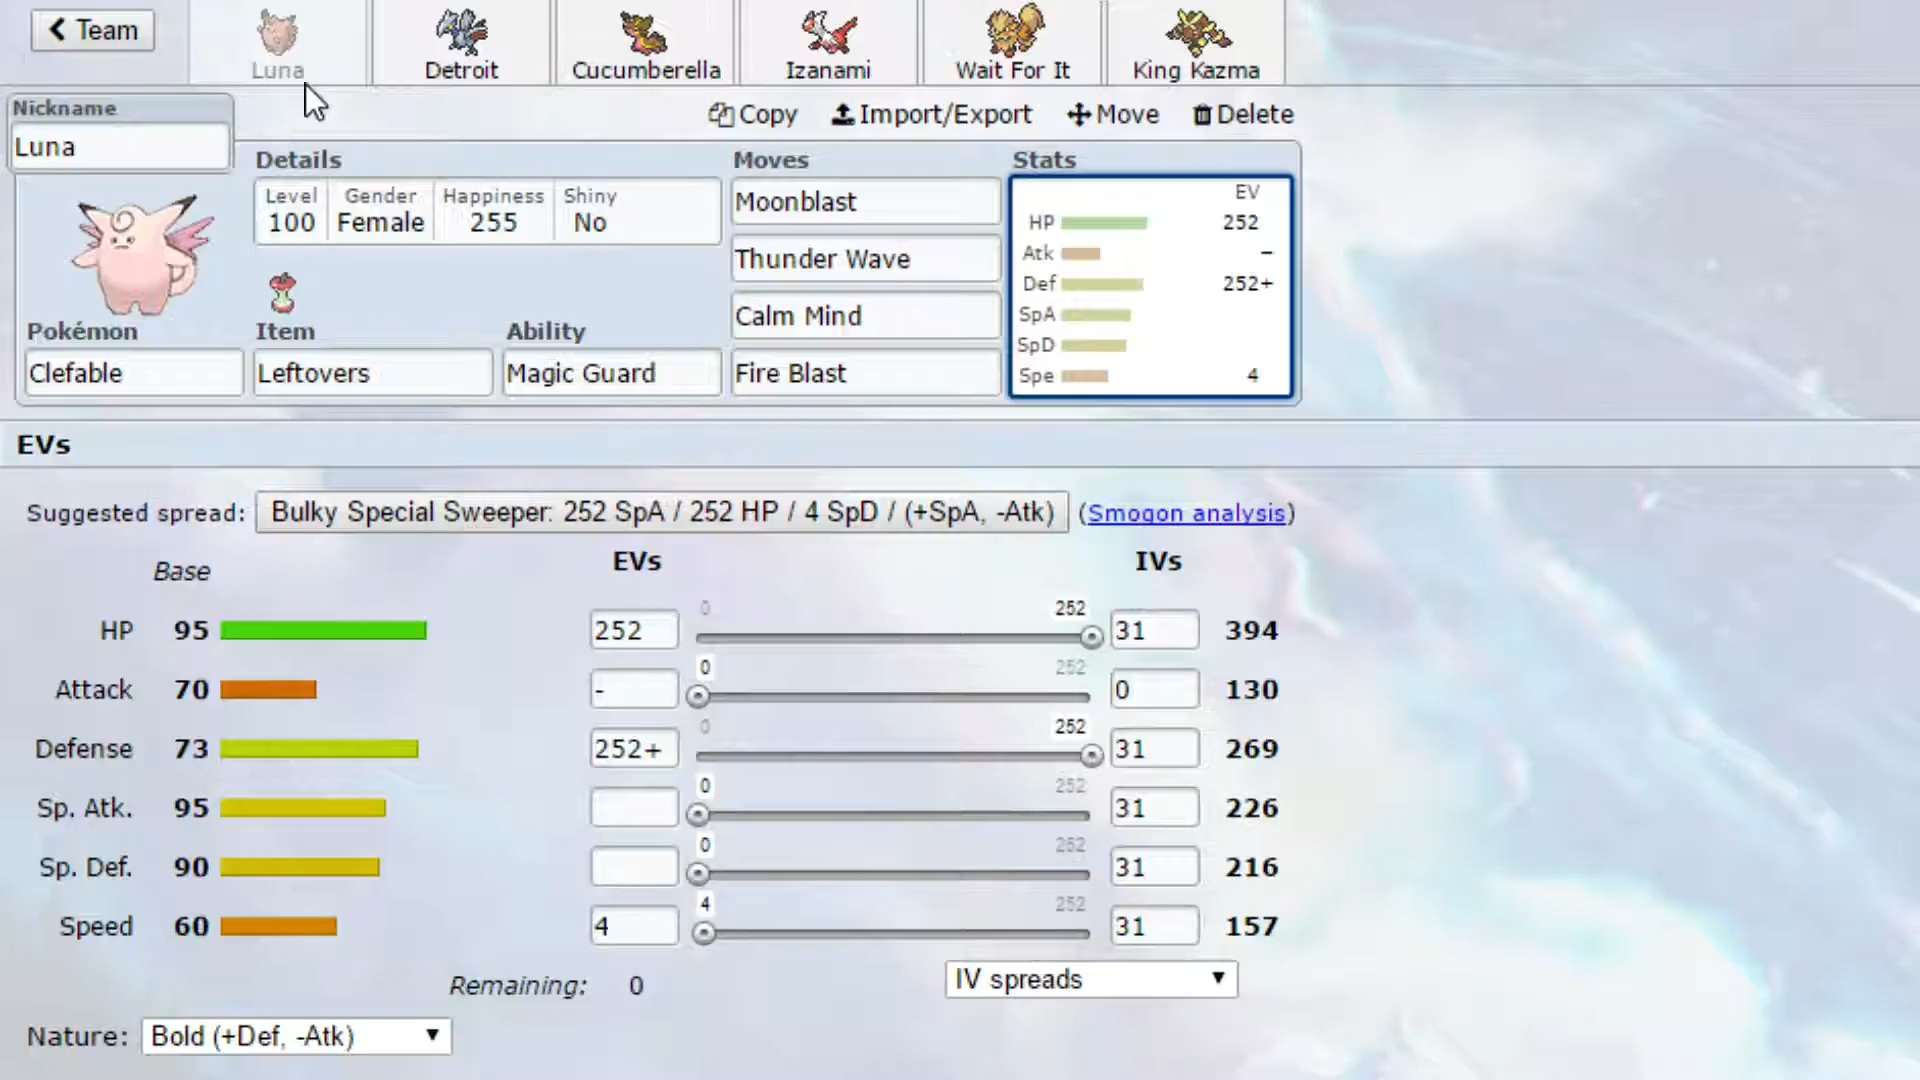 Team
Luna
Detroit
Cucumberella
Izanami
Wait For It
King Kazma
Nickname
Luna
Copy
Import/Export
Move
Delete
Details
Moves
Stats
Level
Gender
Happiness
Shiny
100
Female
255
No
Moonblast
Thunder Wave
Calm Mind
Fire Blast
EV
HP 252
Atk –
Def 252+
SpA
SpD
Spe 4
Pokémon
Item
Ability
Clefable
Leftovers
Magic Guard
EVs
Suggested spread: Bulky Special Sweeper: 252 SpA / 252 HP / 4 SpD / (+SpA, -Atk) (Smogon analysis)
Base EVs IVs
0 252
HP 95 252 31 394
0 252
Attack 70 - 0 130
0 252
Defense 73 252+ 31 269
0 252
Sp. Atk. 95 31 226
0 252
Sp. Def. 90 31 216
4 252
Speed 60 4 31 157
Remaining: 0
IV spreads
Nature: Bold (+Def, -Atk)